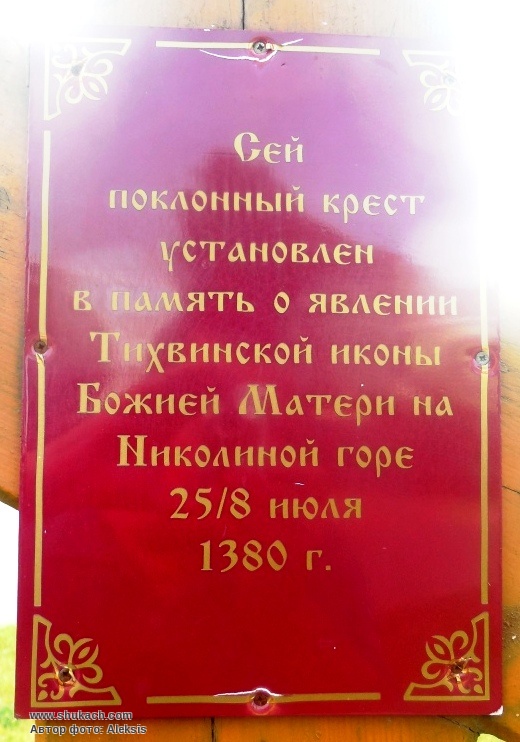 Сей
поклонный крест
установлен
в память о явлении
Тихвинской иконы
Божией Матери на
Николиной горе
25/8 июля
1380 г.
www.shukach.com
Автор фото: Aleksis